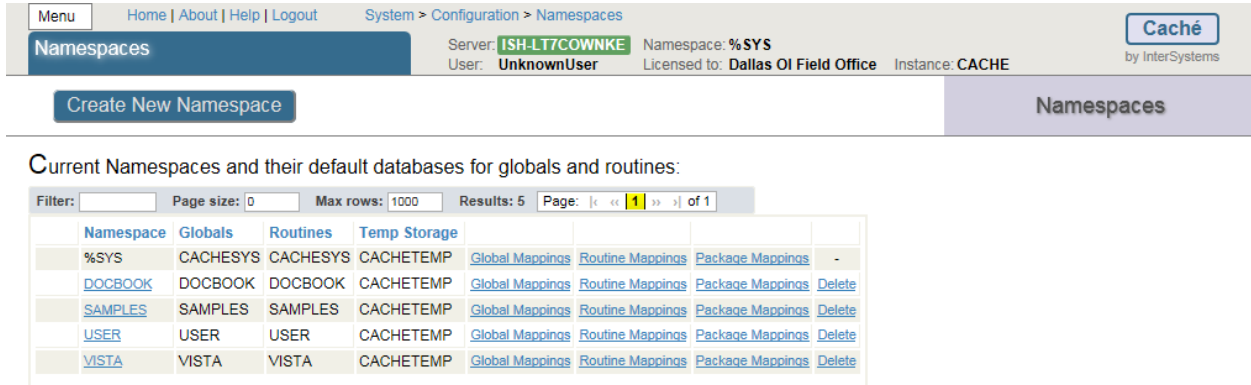 Menu Home | About | Help | Logout System > Configuration > Namespaces
Namespaces
Server: ISH-LT7COWNKE Namespace: %SYS
User: UnknownUser Licensed to: Dallas OI Field Office Instance: CACHE
Caché
by InterSystems
Create New Namespace
Namespaces
Current Namespaces and their default databases for globals and routines:
Filter: Page size: 0 Max rows: 1000 Results: 5 Page: |‹ ‹‹ 1 ›› ›| of 1
Namespace Globals Routines Temp Storage
%SYS CACHESYS CACHESYS CACHETEMP Global Mappings Routine Mappings Package Mappings -
DOCBOOK DOCBOOK DOCBOOK CACHETEMP Global Mappings Routine Mappings Package Mappings Delete
SAMPLES SAMPLES SAMPLES CACHETEMP Global Mappings Routine Mappings Package Mappings Delete
USER USER USER CACHETEMP Global Mappings Routine Mappings Package Mappings Delete
VISTA VISTA VISTA CACHETEMP Global Mappings Routine Mappings Package Mappings Delete